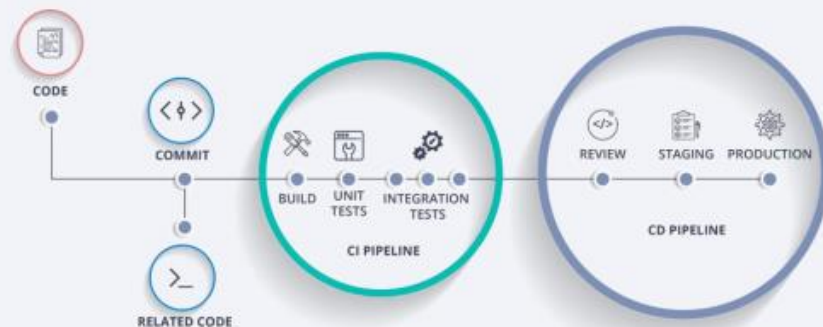 CODE
COMMIT
RELATED CODE
BUILD
UNIT
TESTS
INTEGRATION
TESTS
CI PIPELINE
REVIEW
STAGING
PRODUCTION
CD PIPELINE